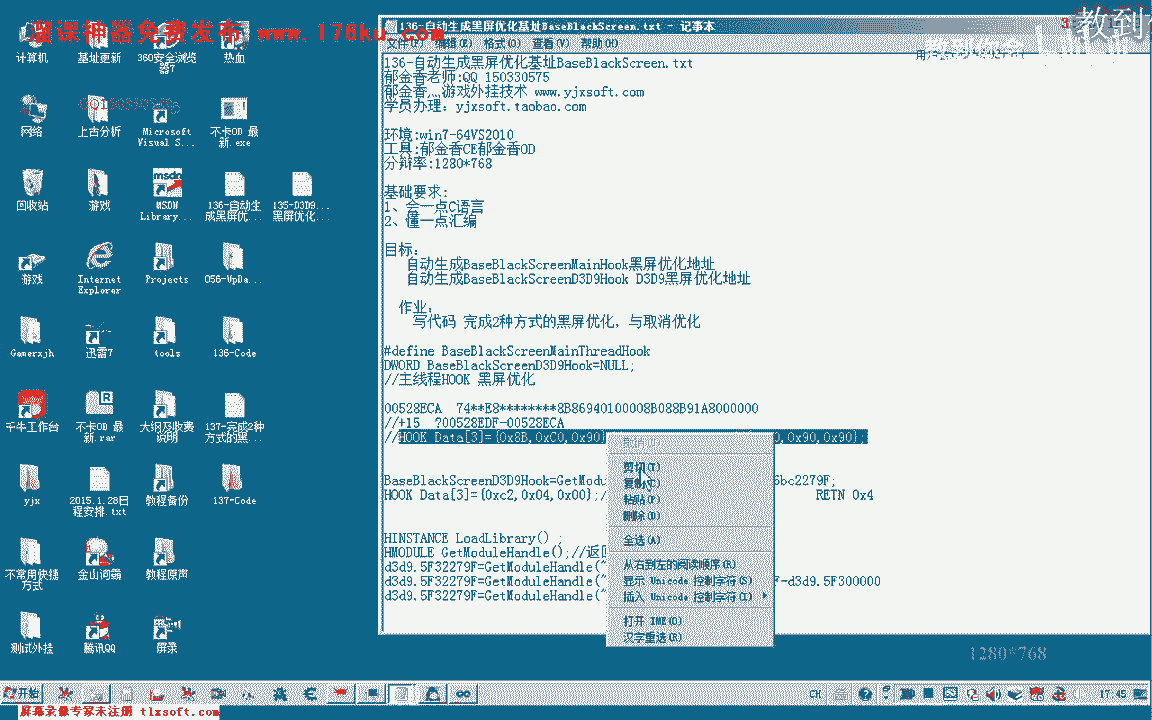 溜课神器免费发布 www.176ku.com
136-自动生成黑屏优化基址BaseBlackScreen.txt - 记事本
教到
文件(F) 编辑(E) 格式(O) 查看(V) 帮助(H)
136-自动生成黑屏优化基址BaseBlackScreen.txt
郁金香老师:QQ 150330575
郁金香灬游戏外挂技术 www.yjxsoft.com
学员办理: yjxsoft.taobao.com
环境:win7-64VS2010
工具:郁金香CE郁金香OD
分辩率:1280*768
基础要求:
1、会一点C语言
2、懂一点汇编
目标:
自动生成BaseBlackScreenMainHook黑屏优化地址
自动生成BaseBlackScreenD3D9Hook D3D9黑屏优化地址
作业:
写代码 完成2种方式的黑屏优化, 与取消优化
#define BaseBlackScreenMainThreadHook
DWORD BaseBlackScreenD3D9Hook=NULL;
//主线程HOOK 黑屏优化
00528ECA  74**E8********8B86940100008B088B91A8000000
//+15  ?00528EDF-00528ECA
//HOOK Data[3]={0x8B,0xC0,0x90}
0,0x90,0x90};
BaseBlackScreenD3D9Hook=GetModu
6bc2279F;
HOOK Data[3]={0xc2,0x04,0x00};/
RETN 0x4
HINSTANCE LoadLibrary() ;
HMODULE GetModuleHandle();//返回
d3d9.5F32279F=GetModuleHandle("
d3d9.5F32279F=GetModuleHandle("
F-d3d9.5F300000
d3d9.5F32279F=GetModuleHandle("
撤销(U)
剪切(T)
复制(C)
粘贴(P)
删除(D)
全选(A)
从右到左的阅读顺序(R)
显示 Unicode 控制字符(S)
插入 Unicode 控制字符(I)
打开 IME(O)
汉字重选(R)
计算机
基址更新
360安全浏览器7
热血
网络
上古分析
Microsoft Visual S...
不卡OD 最新.exe
回收站
游戏
MSDN Library...
136-自动生成黑屏优...
135-D3D9...黑屏优化...
游戏
Internet Explorer
Projects
056-VpDa...
Gamerxjh
迅雷7
tools
136-Code
千牛工作台
不卡OD 最新.rar
大纲及收费说明
137-完成2种方式的黑...
yjx
2015.1.28日程安排.txt
教程备份
137-Code
不常用快捷方式
金山词霸
教程原声
测试外挂
腾讯QQ
屏录
1280*768
开始
CH
17:45
屏幕录像专家未注册 tlxsoft.com